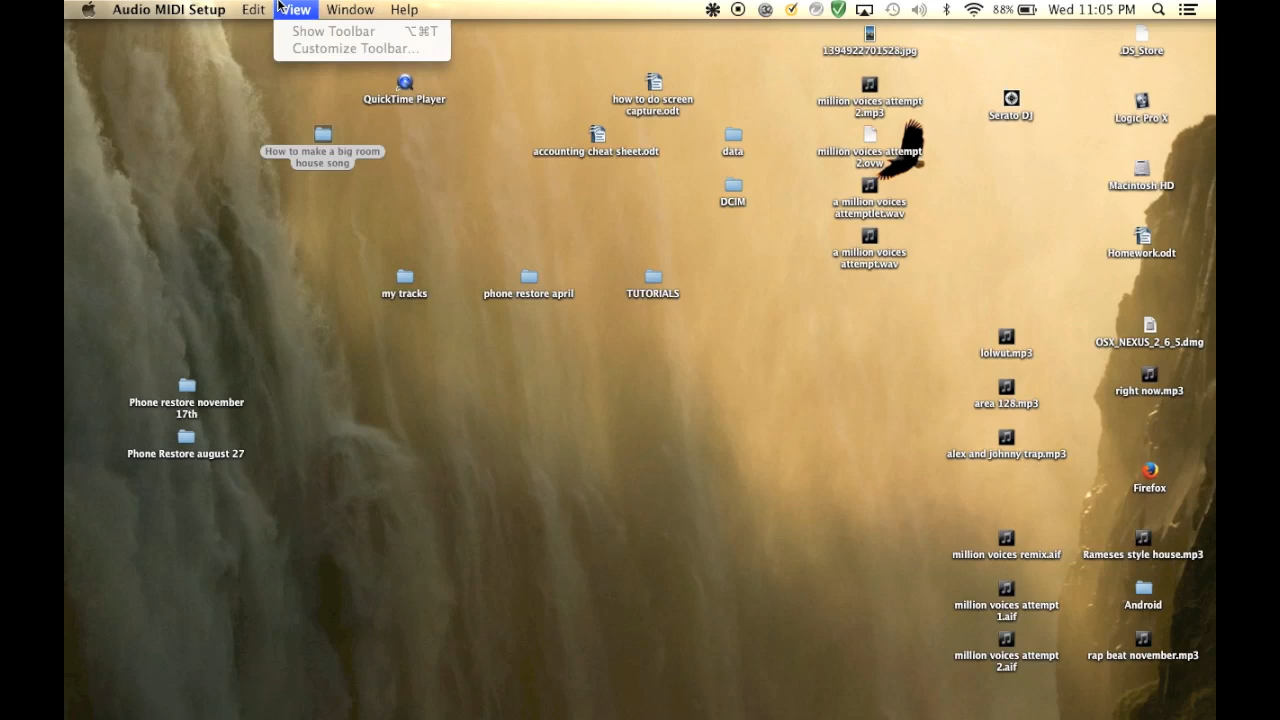 Audio MIDI Setup Edit View Window Help 88% Wed 11:05 PM
Show Toolbar ⌥⌘T
Customize Toolbar...
1394922701528.jpg
.DS_Store
QuickTime Player
how to do screen
capture.odt
million voices attempt
2.mp3
Serato DJ
Logic Pro X
How to make a big room
house song
accounting cheat sheet.odt
data
million voices attempt
2.ovw
Macintosh HD
DCIM
a million voices
attemptlet.wav
a million voices
attempt.wav
Homework.odt
my tracks
phone restore april
TUTORIALS
lolwut.mp3
OSX_NEXUS_2_6_5.dmg
Phone restore november
17th
area 128.mp3
right now.mp3
Phone Restore august 27
alex and johnny trap.mp3
Firefox
million voices remix.aif
Rameses style house.mp3
million voices attempt
1.aif
Android
million voices attempt
2.aif
rap beat november.mp3